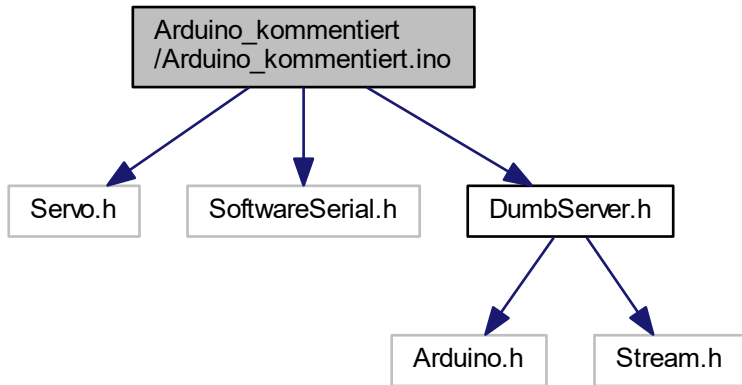 Arduino_kommentiert
/Arduino_kommentiert.ino
Servo.h
SoftwareSerial.h
DumbServer.h
Arduino.h
Stream.h